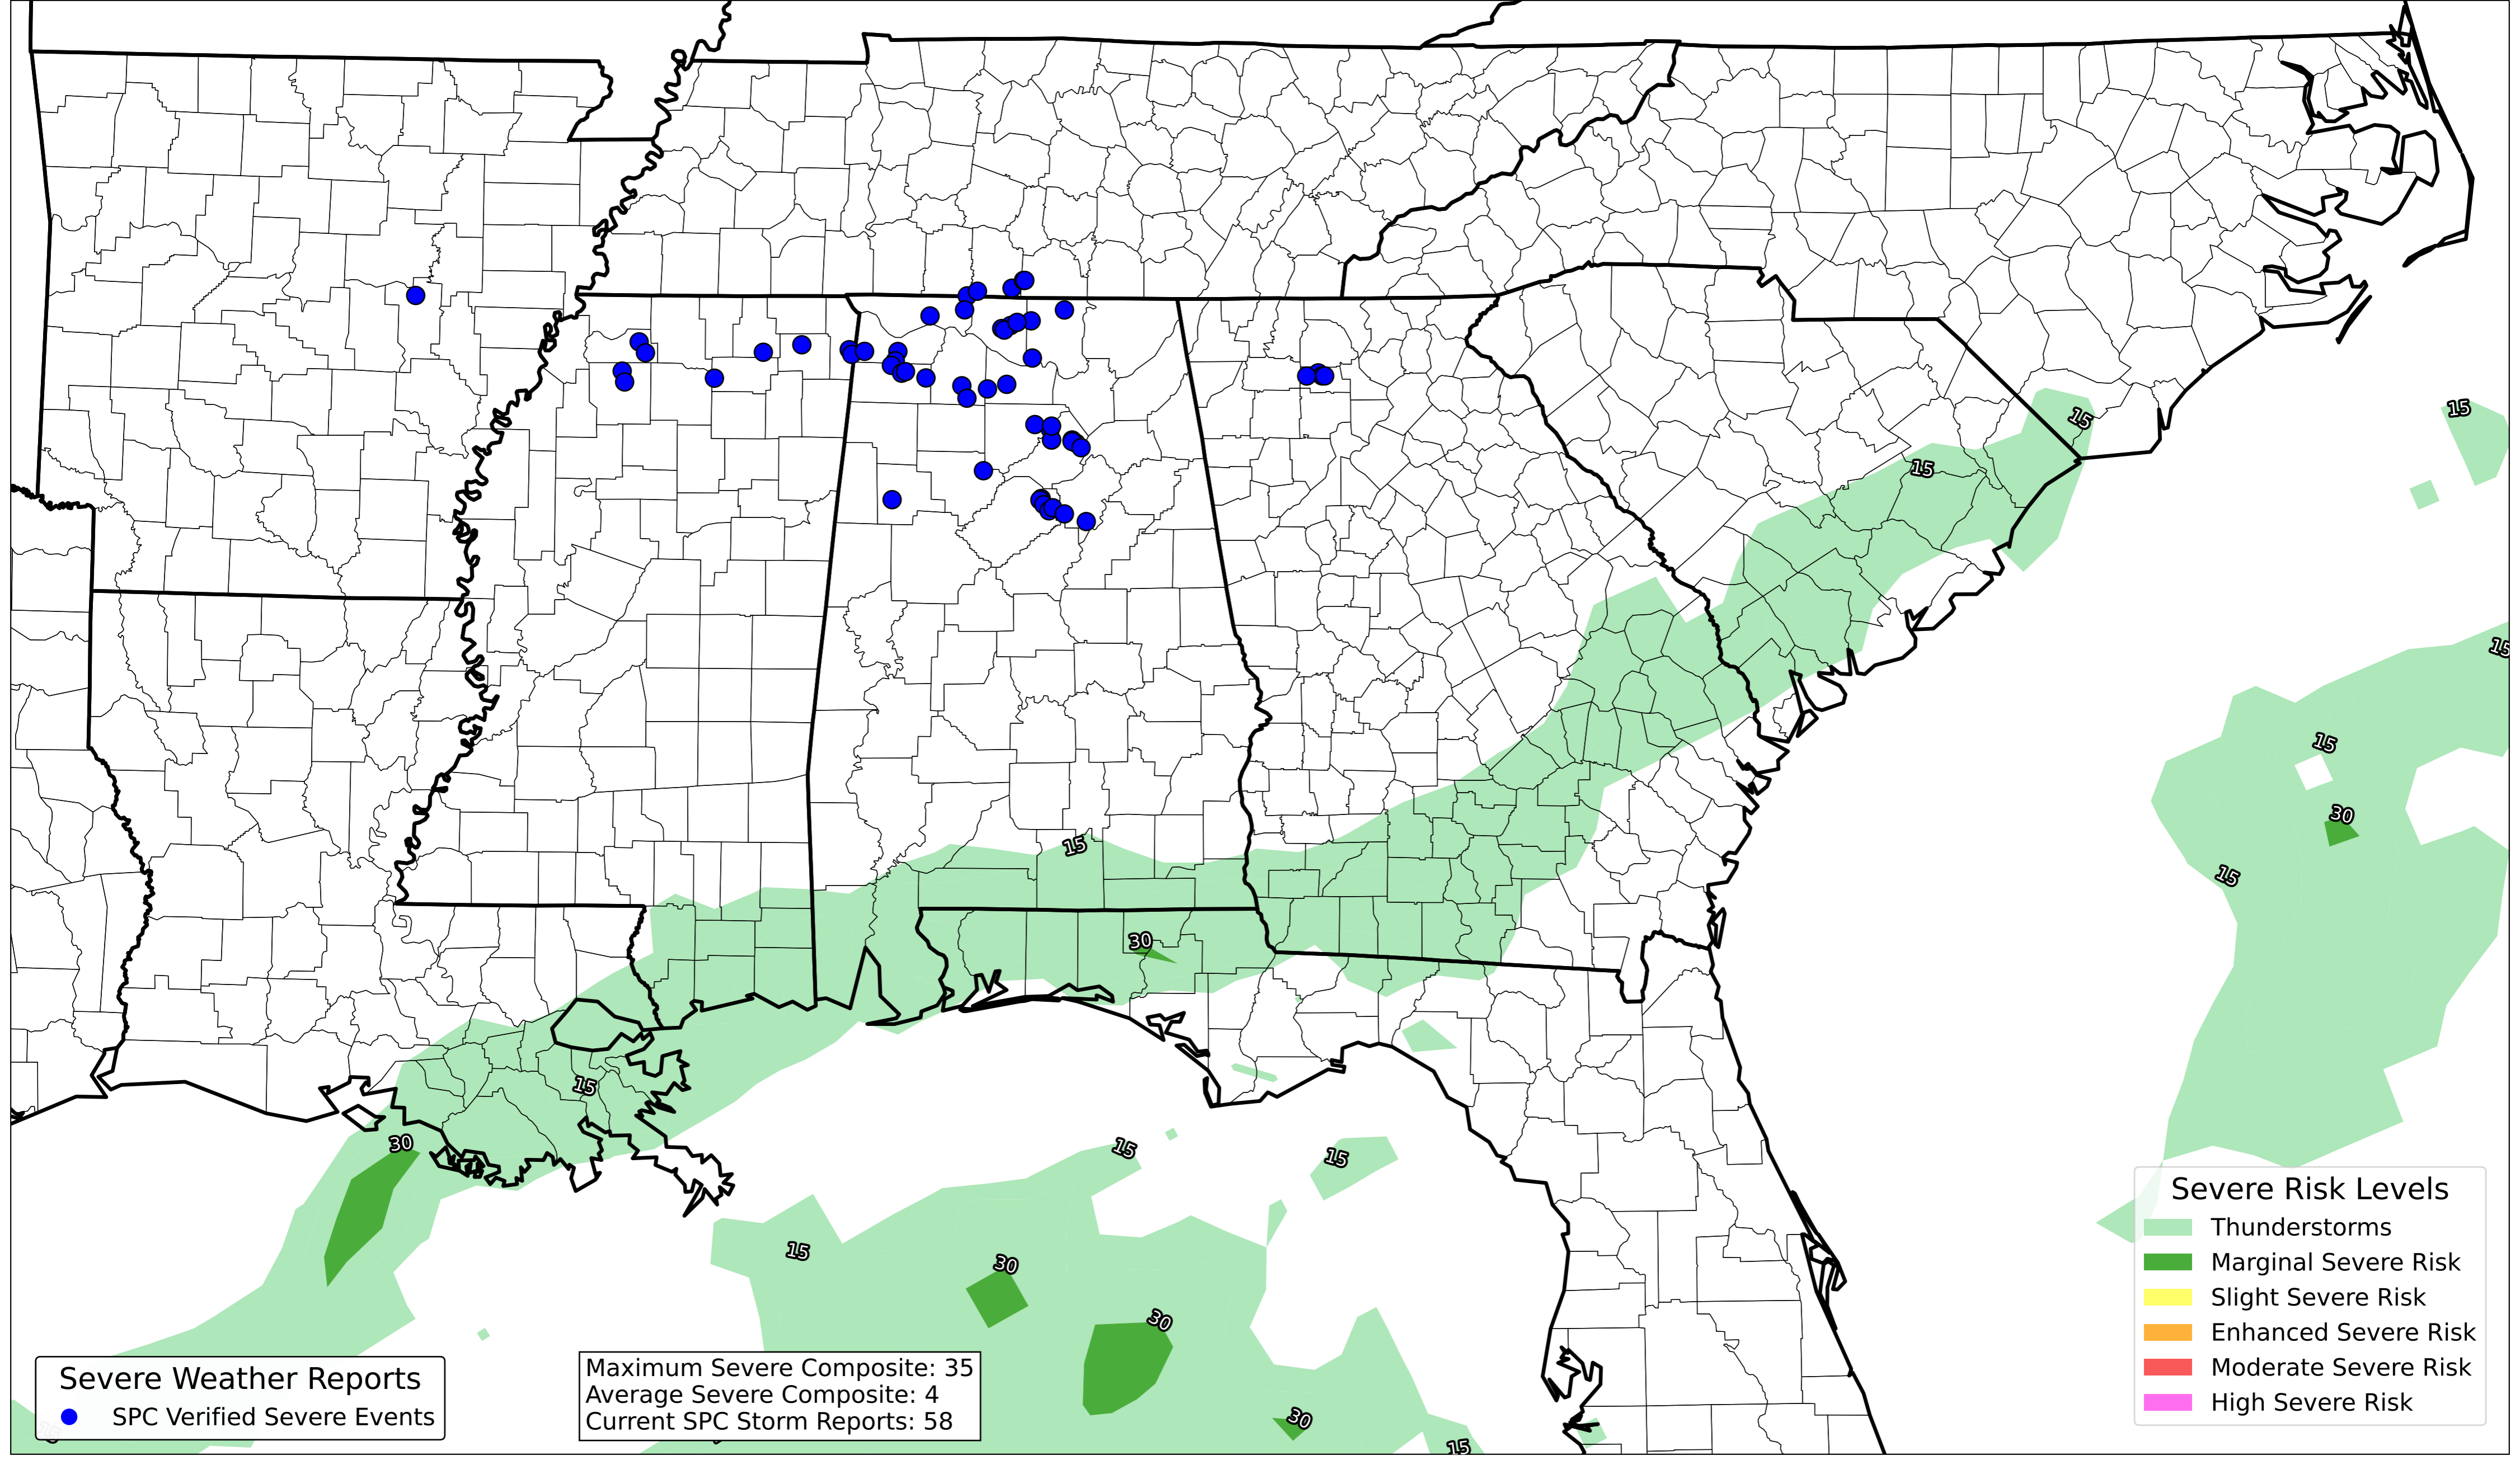 15
15
15
15
15
30
15
15
30
15
30
15
15
15
30
30
30
15
Severe Risk Levels
Thunderstorms
Marginal Severe Risk
Slight Severe Risk
Enhanced Severe Risk
Moderate Severe Risk
High Severe Risk
Severe Weather Reports
SPC Verified Severe Events
Maximum Severe Composite: 35
Average Severe Composite: 4
Current SPC Storm Reports: 58